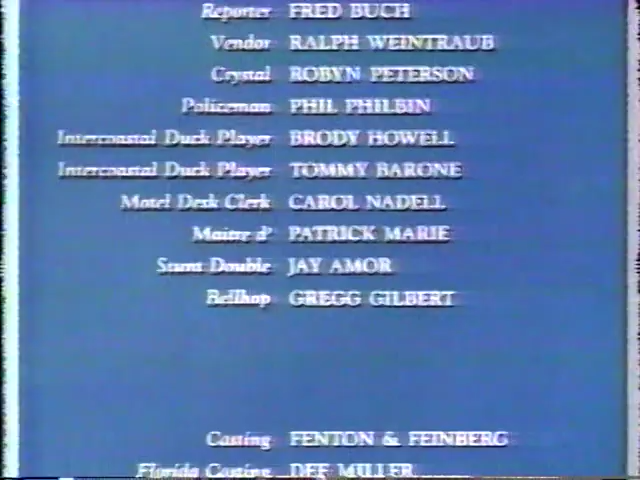 Reporter FRED BUCH
Vendor RALPH WEINTRAUB
Crystal ROBYN PETERSON
Policeman PHIL PHILBIN
Intercoastal Duck Player BRODY HOWELL
Intercoastal Duck Player TOMMY BARONE
Motel Desk Clerk CAROL NADELL
Maitre d' PATRICK MARIE
Stunt Double JAY AMOR
Bellhop GREGG GILBERT
Casting FENTON & FEINBERG
Florida Casting DEE MILLER